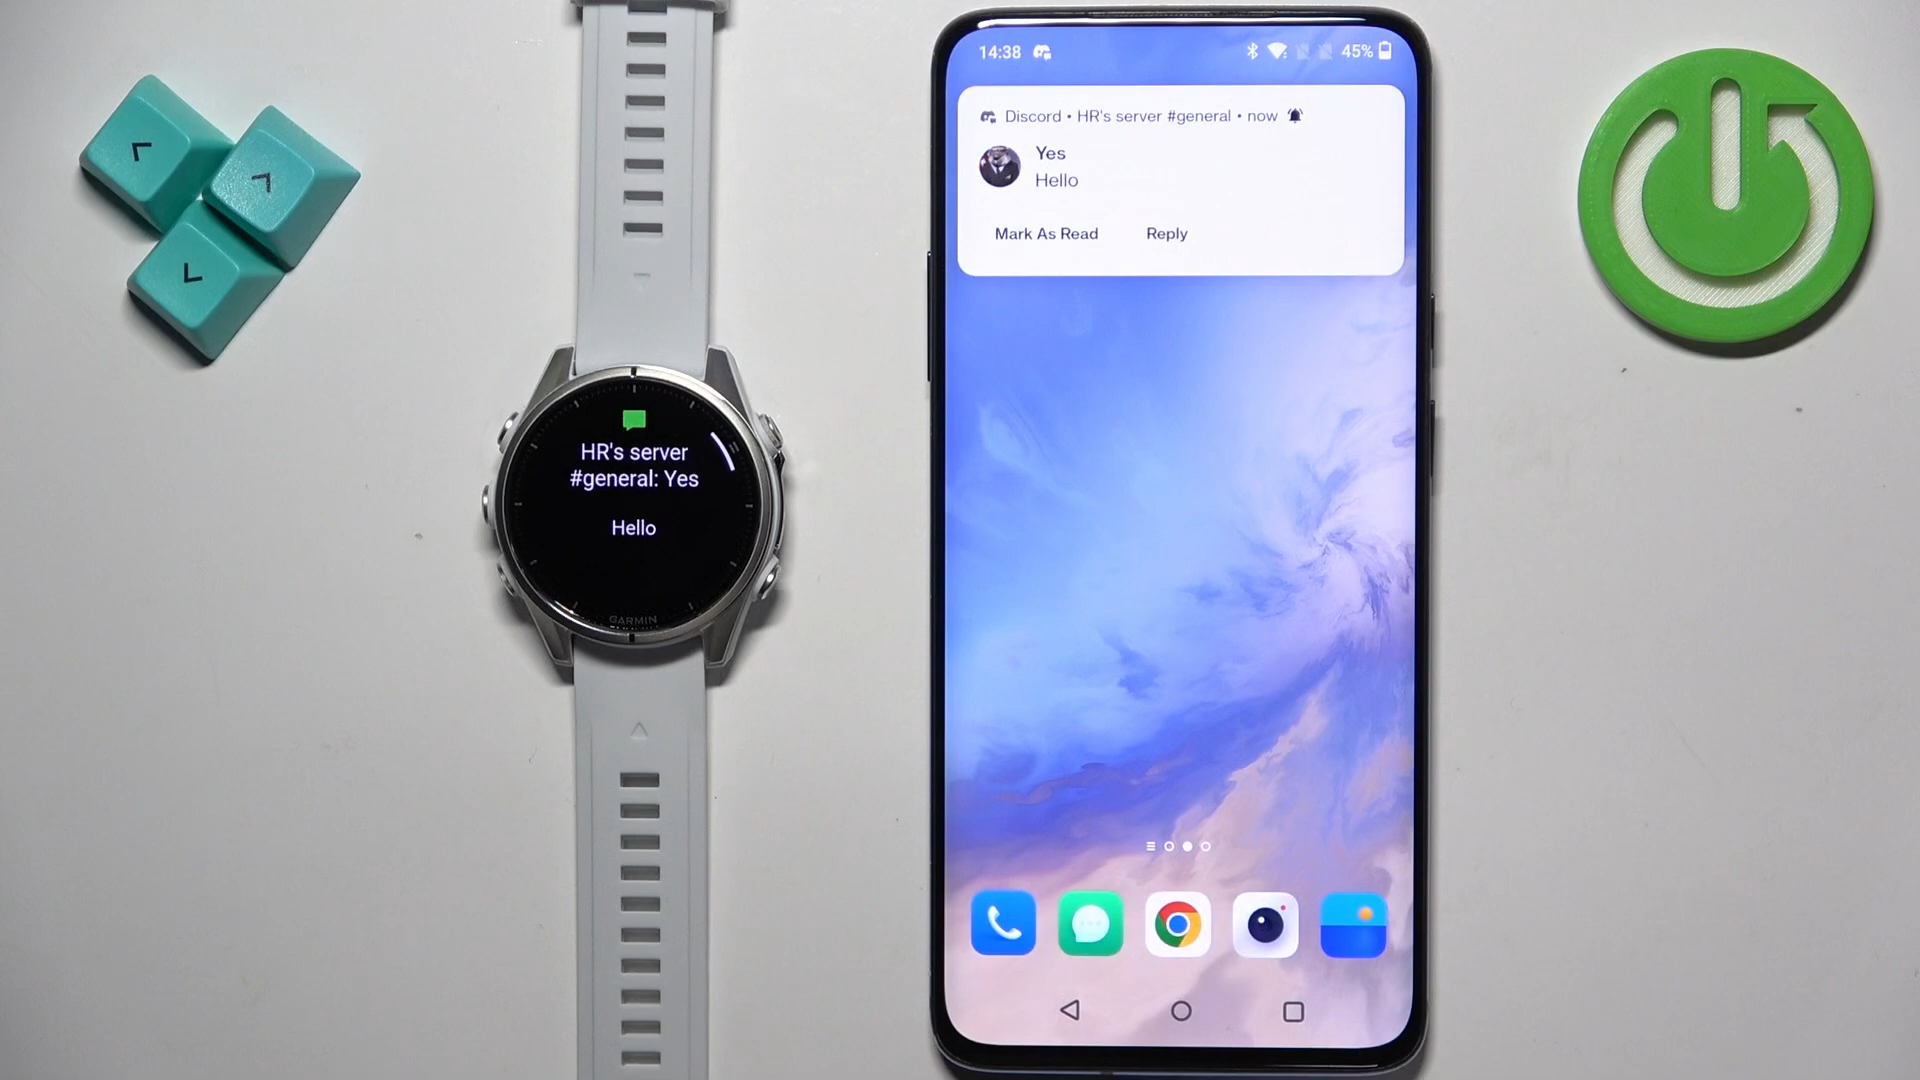 HR's server
#general: Yes
Hello
GARMIN
14:38
45%
Discord • HR's server #general • now
Yes
Hello
Mark As Read
Reply